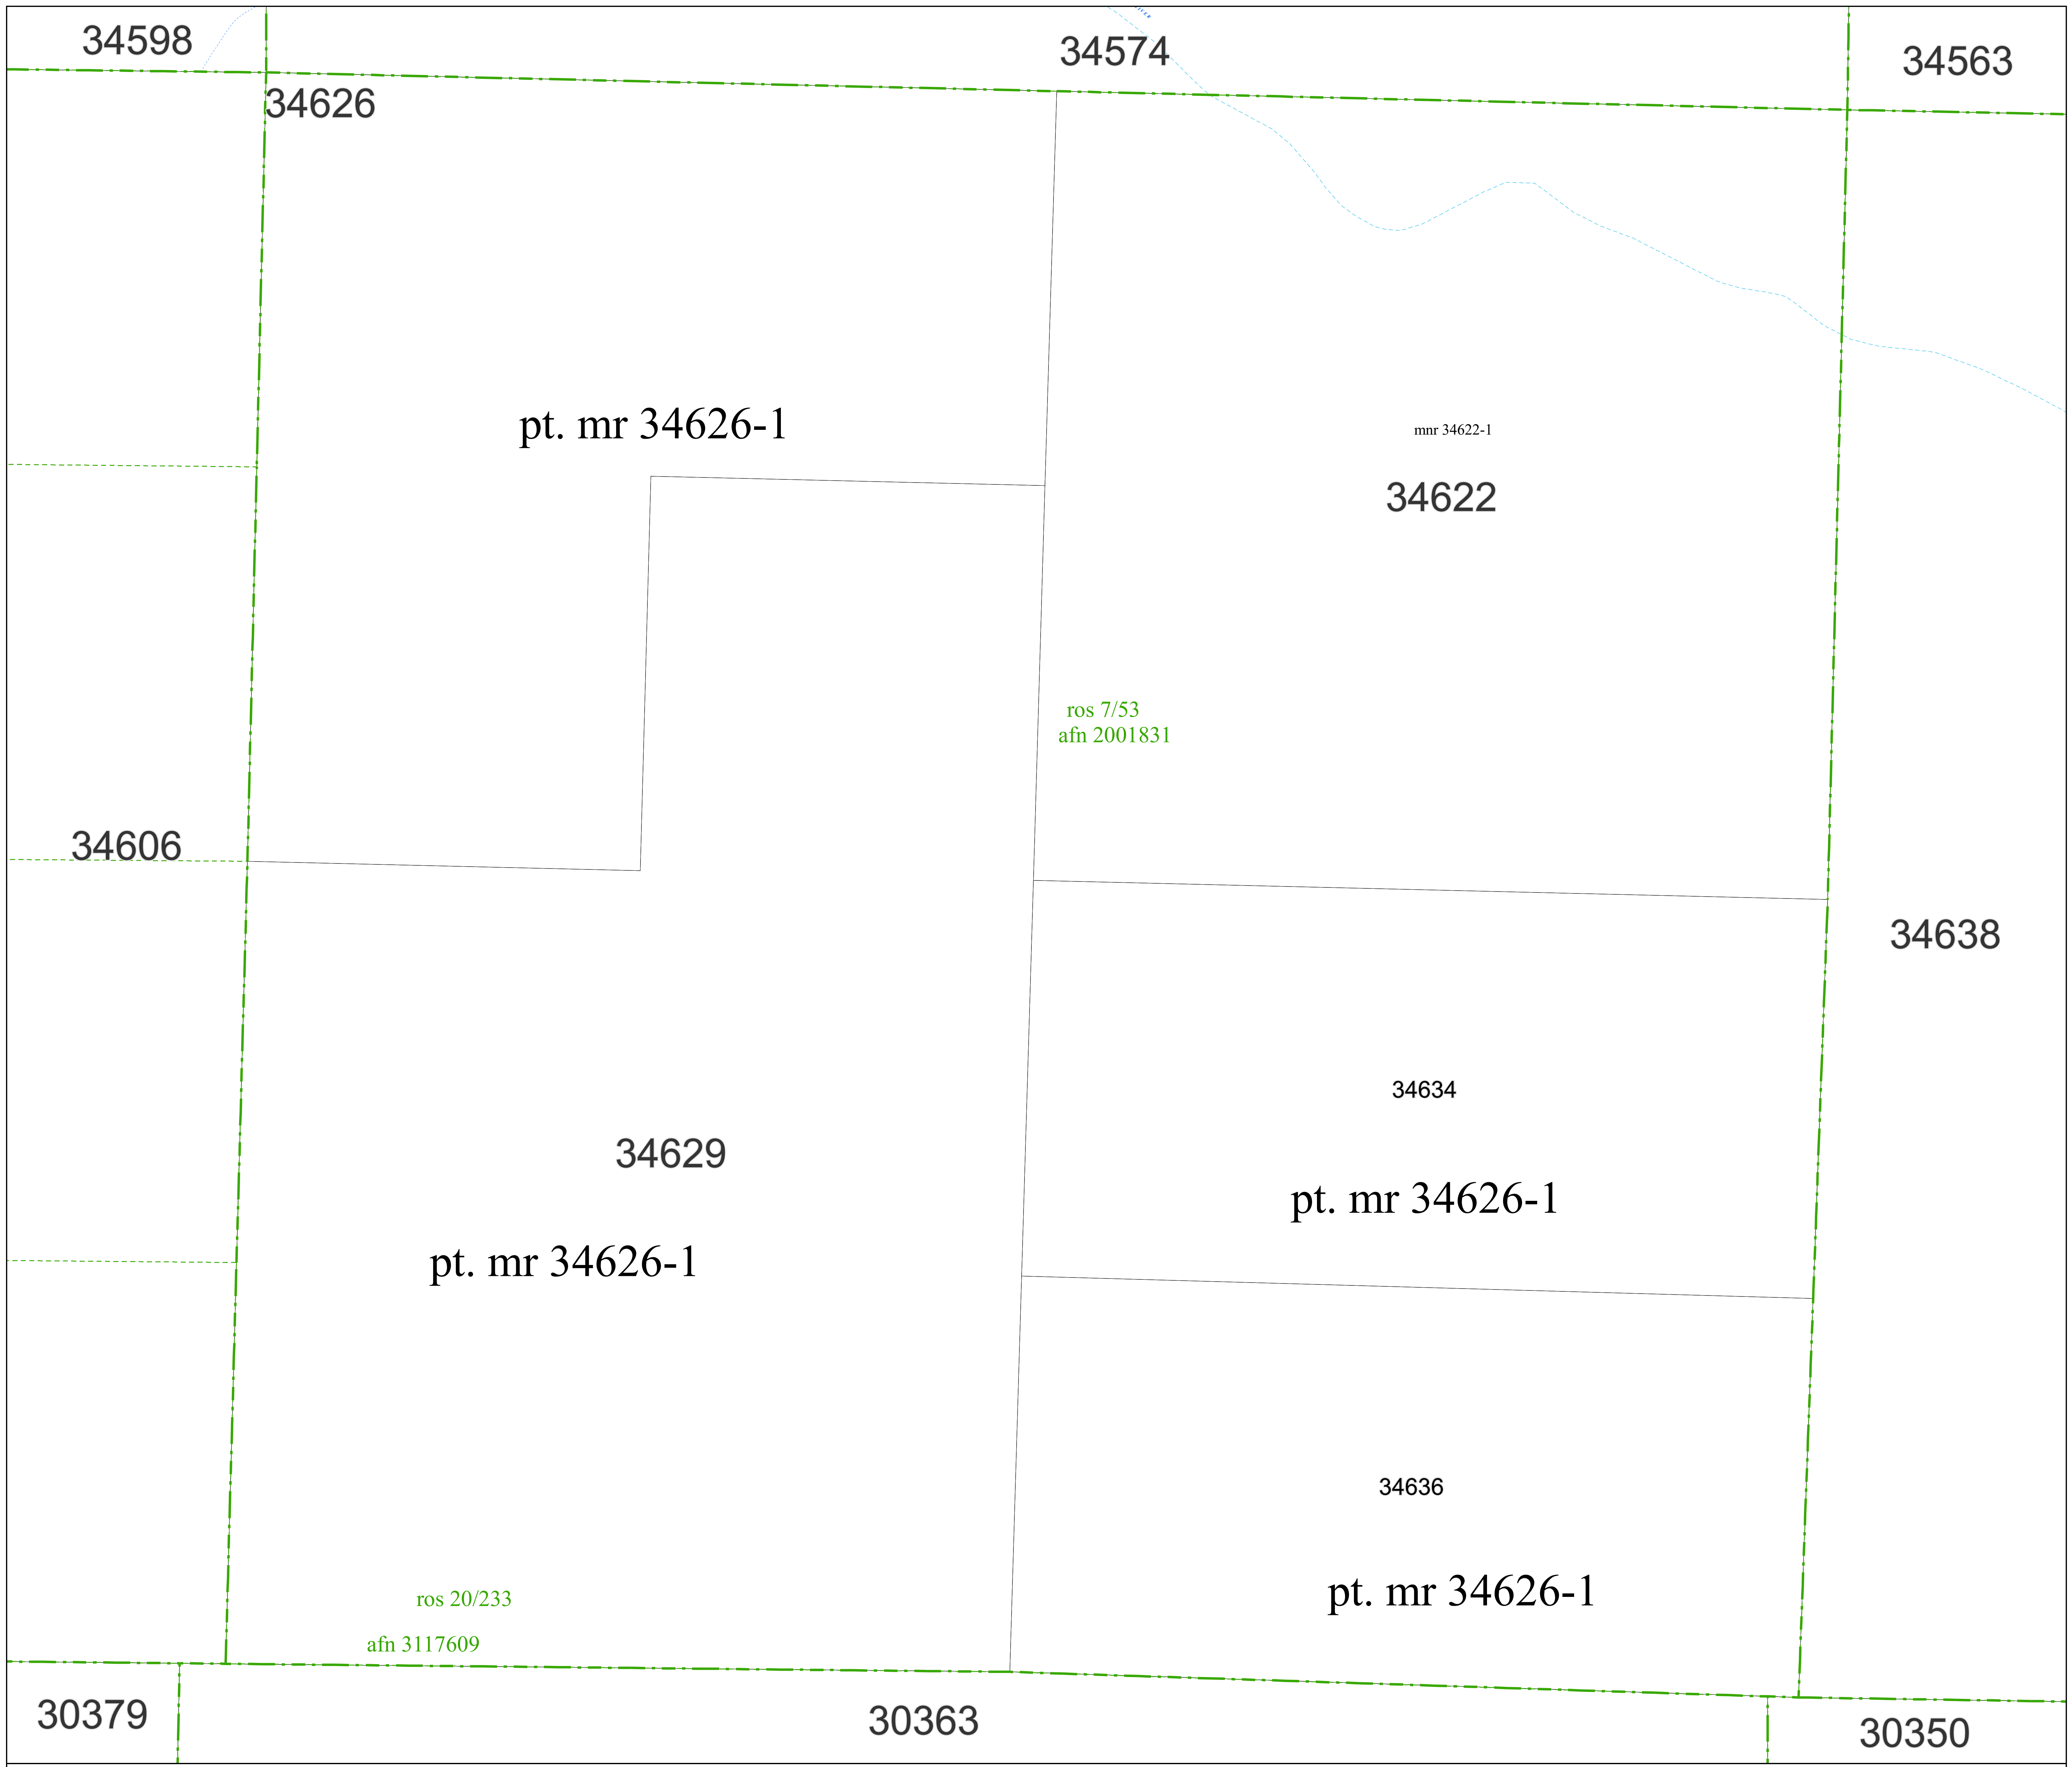 34598
34574
34563
34626
pt. mr 34626-1
mnr 34622-1
34622
ros 7/53
afn 2001831
34606
34638
34634
34629
pt. mr 34626-1
pt. mr 34626-1
34636
pt. mr 34626-1
ros 20/233
afn 3117609
30379
30363
30350